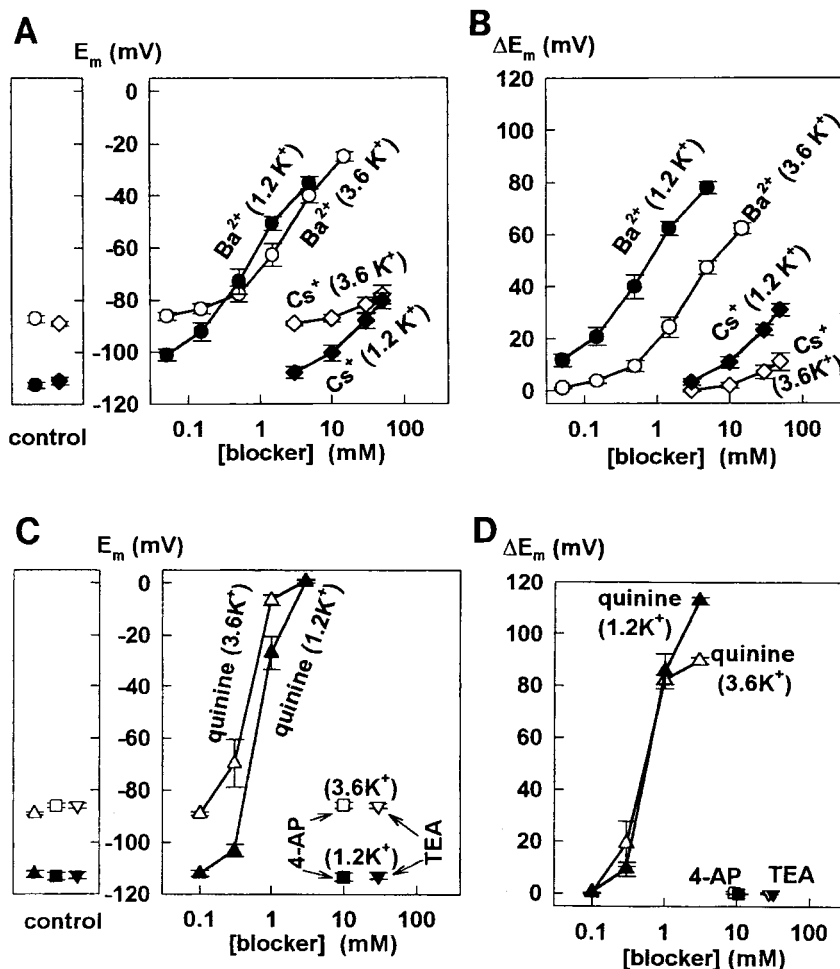 A
E_m (mV)
0
-20
-40
-60
-80
-100
-120
control
Ba²⁺ (1.2 K⁺)
Ba²⁺ (3.6 K⁺)
Cs⁺ (3.6 K⁺)
Cs⁺ (1.2 K⁺)
0.1 1 10 100
[blocker] (mM)
B
ΔE_m (mV)
120
100
80
60
40
20
0
Ba²⁺ (1.2 K⁺)
Ba²⁺ (3.6 K⁺)
Cs⁺ (1.2 K⁺)
Cs⁺
(3.6K⁺)
0.1 1 10 100
[blocker] (mM)
C
E_m (mV)
0
-20
-40
-60
-80
-100
-120
control
quinine (3.6K⁺)
quinine (1.2K⁺)
(3.6K⁺)
4-AP
TEA
(1.2K⁺)
0.1 1 10 100
[blocker] (mM)
D
ΔE_m (mV)
120
100
80
60
40
20
0
quinine
(1.2K⁺)
quinine
(3.6K⁺)
4-AP TEA
0.1 1 10 100
[blocker] (mM)